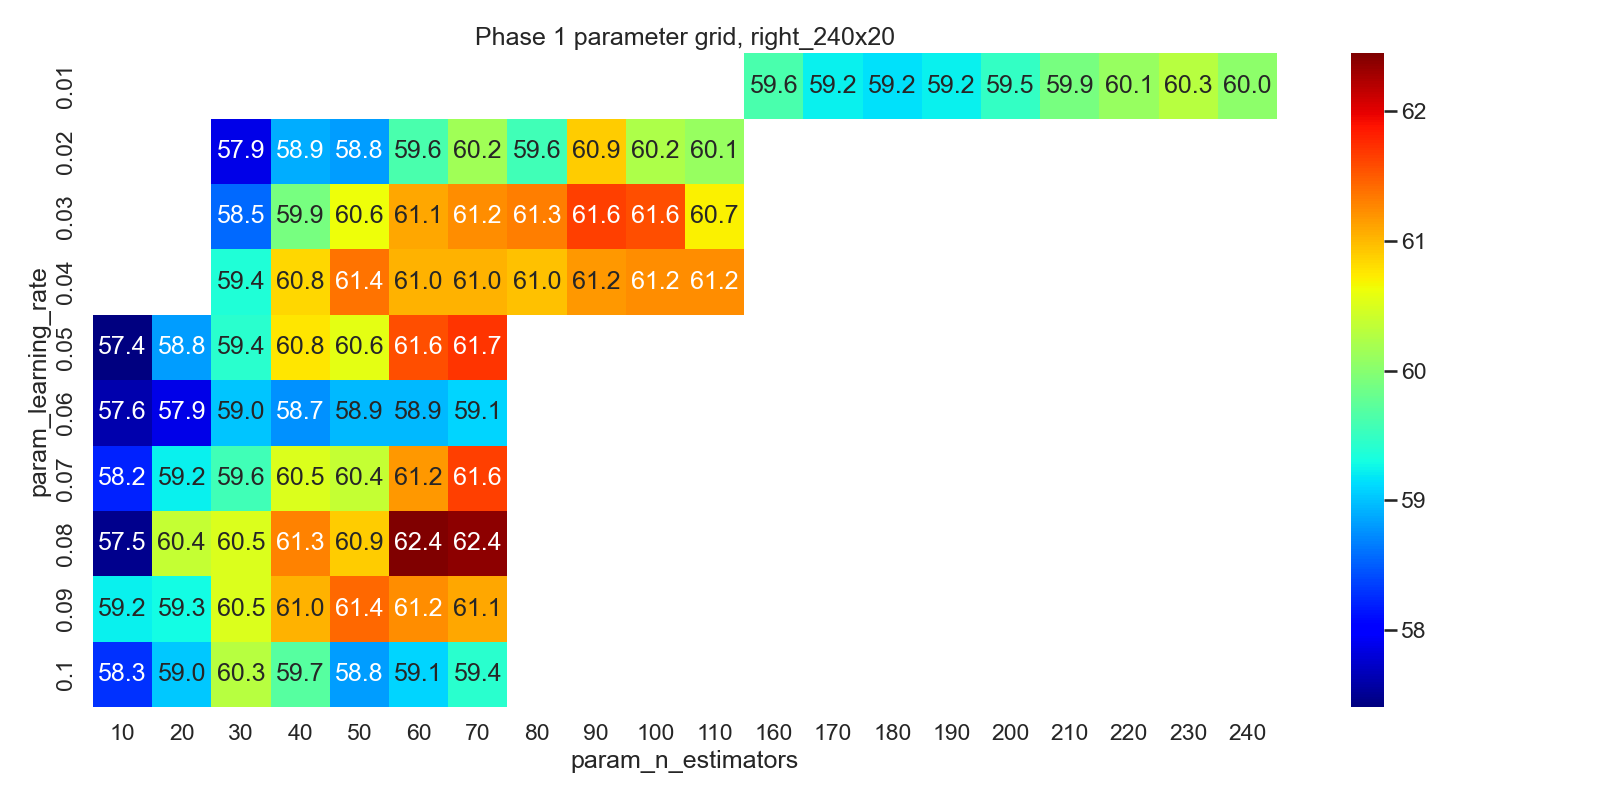 Phase 1 parameter grid, right_240x20
param_learning_rate
0.01 59.6 59.2 59.2 59.2 59.5 59.9 60.1 60.3 60.0
0.02 57.9 58.9 58.8 59.6 60.2 59.6 60.9 60.2 60.1
0.03 58.5 59.9 60.6 61.1 61.2 61.3 61.6 61.6 60.7
0.04 59.4 60.8 61.4 61.0 61.0 61.0 61.2 61.2 61.2
0.05 57.4 58.8 59.4 60.8 60.6 61.6 61.7
0.06 57.6 57.9 59.0 58.7 58.9 58.9 59.1
0.07 58.2 59.2 59.6 60.5 60.4 61.2 61.6
0.08 57.5 60.4 60.5 61.3 60.9 62.4 62.4
0.09 59.2 59.3 60.5 61.0 61.4 61.2 61.1
0.1 58.3 59.0 60.3 59.7 58.8 59.1 59.4
10 20 30 40 50 60 70 80 90 100 110 160 170 180 190 200 210 220 230 240
param_n_estimators
62
61
60
59
58